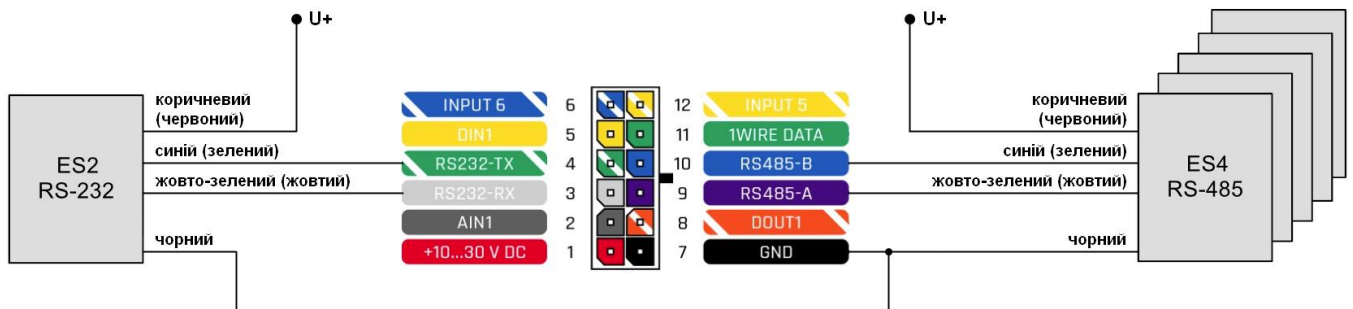 U+
U+
коричневий
(червоний)
синій (зелений)
жовто-зелений (жовтий)
чорний
ES2
RS-232
INPUT 6 6
DIN1 5
RS232-TX 4
RS232-RX 3
AIN1 2
+10...30 V DC 1
12 INPUT 5
11 1WIRE DATA
10 RS485-B
9 RS485-A
8 DOUT1
7 GND
коричневий
(червоний)
синій (зелений)
жовто-зелений (жовтий)
чорний
ES4
RS-485